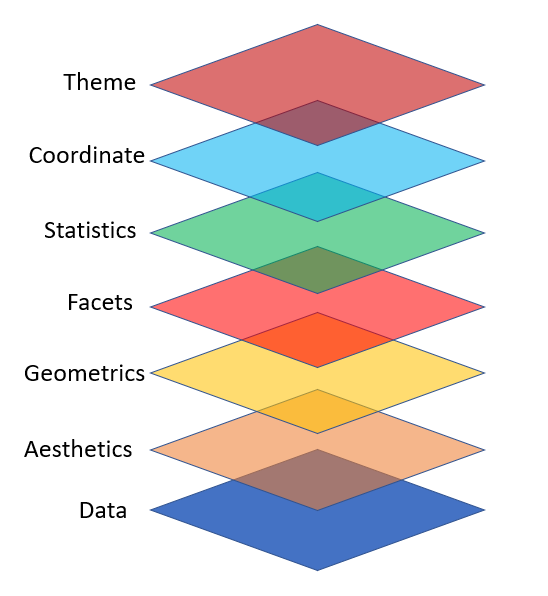 Theme
Coordinate
Statistics
Facets
Geometrics
Aesthetics
Data